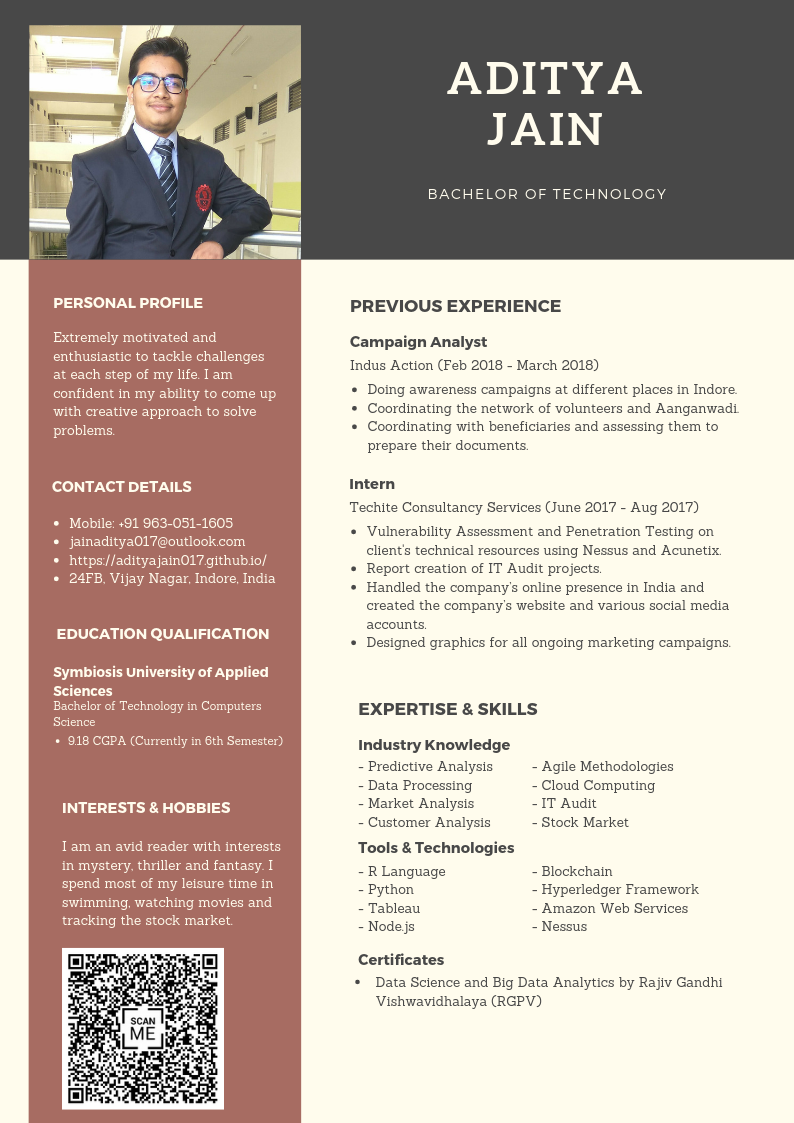 ADITYA
JAIN
BACHELOR OF TECHNOLOGY
PERSONAL PROFILE
Extremely motivated and
enthusiastic to tackle challenges
at each step of my life. I am
confident in my ability to come up
with creative approach to solve
problems.
CONTACT DETAILS
• Mobile: +91 963-051-1605
• jainaditya017@outlook.com
• https://adityajain017.github.io/
• 24FB, Vijay Nagar, Indore, India
EDUCATION QUALIFICATION
Symbiosis University of Applied
Sciences
Bachelor of Technology in Computers
Science
• 9.18 CGPA (Currently in 6th Semester)
INTERESTS & HOBBIES
I am an avid reader with interests
in mystery, thriller and fantasy. I
spend most of my leisure time in
swimming, watching movies and
tracking the stock market.
SCAN
ME
PREVIOUS EXPERIENCE
Campaign Analyst
Indus Action (Feb 2018 - March 2018)
• Doing awareness campaigns at different places in Indore.
• Coordinating the network of volunteers and Aanganwadi.
• Coordinating with beneficiaries and assessing them to
prepare their documents.
Intern
Techite Consultancy Services (June 2017 - Aug 2017)
• Vulnerability Assessment and Penetration Testing on
client's technical resources using Nessus and Acunetix.
• Report creation of IT Audit projects.
• Handled the company's online presence in India and
created the company's website and various social media
accounts.
• Designed graphics for all ongoing marketing campaigns.
EXPERTISE & SKILLS
Industry Knowledge
- Predictive Analysis
- Data Processing
- Market Analysis
- Customer Analysis
- Agile Methodologies
- Cloud Computing
- IT Audit
- Stock Market
Tools & Technologies
- R Language
- Python
- Tableau
- Node.js
- Blockchain
- Hyperledger Framework
- Amazon Web Services
- Nessus
Certificates
• Data Science and Big Data Analytics by Rajiv Gandhi
Vishwavidhalaya (RGPV)